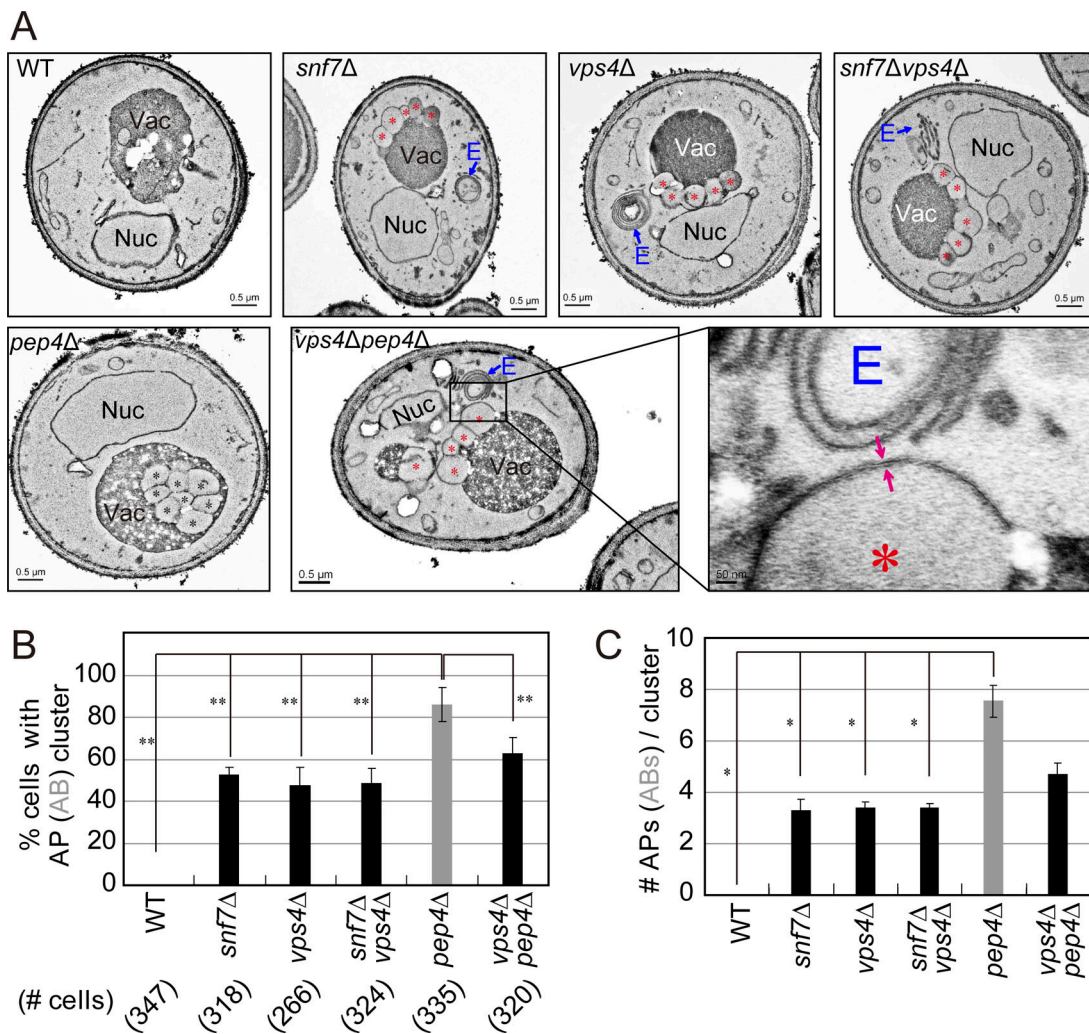 A
WT
Vac
Nuc
0.5 µm
snf7Δ
*
*
*
*
*
Vac
E
Nuc
0.5 µm
vps4Δ
Vac
* * * * *
E
Nuc
0.5 µm
snf7Δvps4Δ
E
Nuc
*
*
Vac
*
*
*
0.5 µm
pep4Δ
Nuc
Vac
* * * * * * *
0.5 µm
vps4Δpep4Δ
E
Nuc
*
*
*
*
*
Vac
0.5 µm
E
*
50 nm
B
% cells with
AP (AB) cluster
100
80
60
40
20
0
** ** ** ** **
WT
snf7Δ
vps4Δ
snf7Δ
vps4Δ
pep4Δ
vps4Δ
pep4Δ
(# cells) (347) (318) (266) (324) (335) (320)
C
# APs (ABs) / cluster
10
8
6
4
2
0
* * * *
WT
snf7Δ
vps4Δ
snf7Δ
vps4Δ
pep4Δ
vps4Δ
pep4Δ